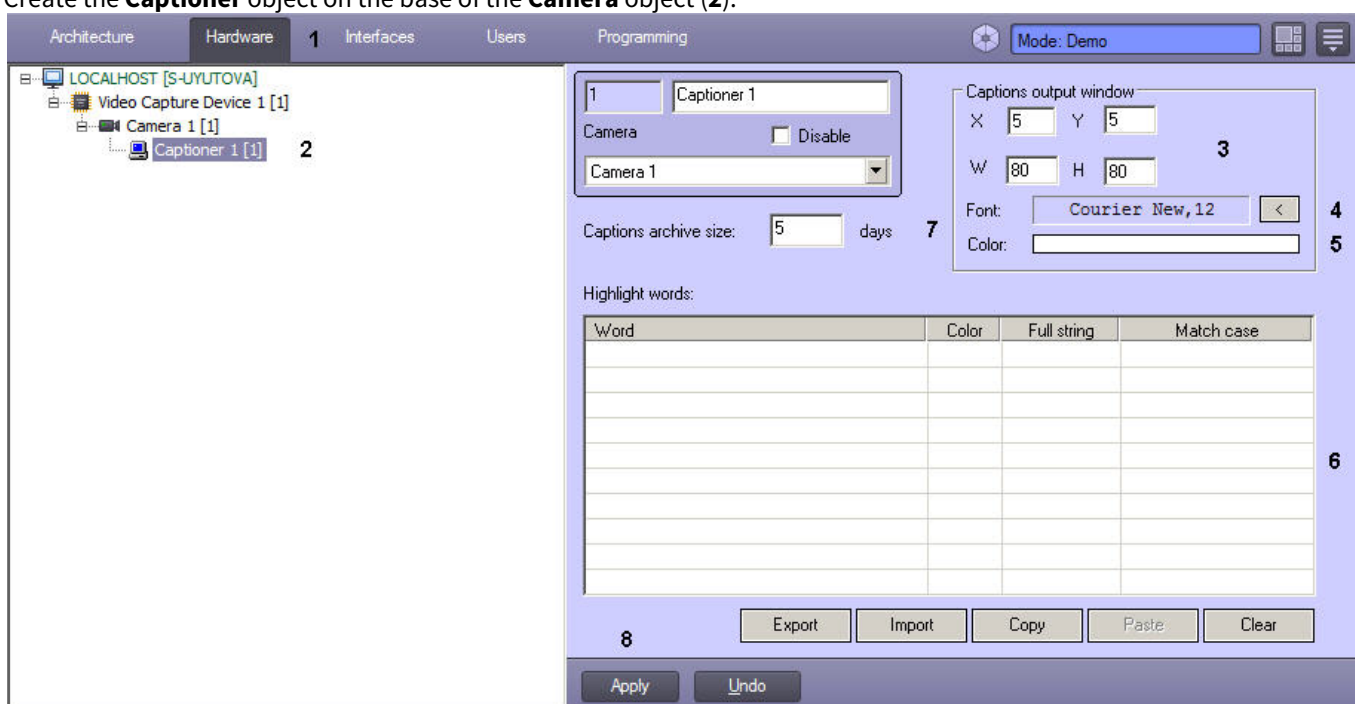 Create the Captioner object on the base of the Camera object (2).
Architecture Hardware 1 Interfaces Users Programming Mode: Demo
LOCALHOST [S-UYUTOVA]
Video Capture Device 1 [1]
Camera 1 [1]
Captioner 1 [1] 2
1 Captioner 1
Camera Disable
Camera 1
Captions archive size: 5 days 7
Captions output window
X 5 Y 5
W 80 H 80
3
Font: Courier New,12 < 4
Color: 5
Highlight words:
Word Color Full string Match case
6
Export Import Copy Paste Clear
8
Apply Undo